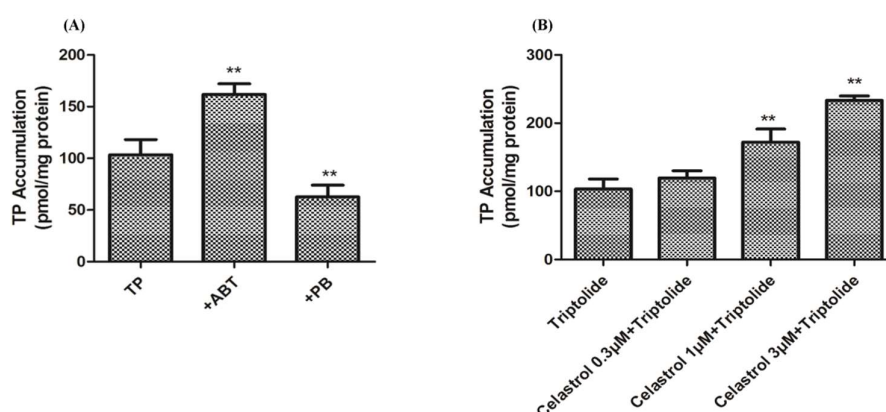 (A)
TP Accumulation
(pmol/mg protein)
200
150
100
50
0
**
**
TP
+ABT
+PB
(B)
TP Accumulation
(pmol/mg protein)
300
200
100
0
**
**
Triptolide
Celastrol 0.3μM+Triptolide
Celastrol 1μM+Triptolide
Celastrol 3μM+Triptolide